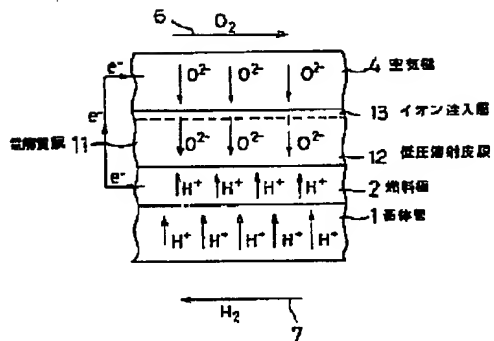 6 O₂
e⁻ O²⁻ O²⁻ O²⁻ 4 空気極
13 イオン注入層
e⁻
電解質膜 11 O²⁻ O²⁻ O²⁻ 12 低圧溶射皮膜
e⁻ H⁺ H⁺ H⁺ H⁺ 2 燃料極
H⁺ H⁺ H⁺ H⁺ H⁺ 1 基体管
H₂ 7